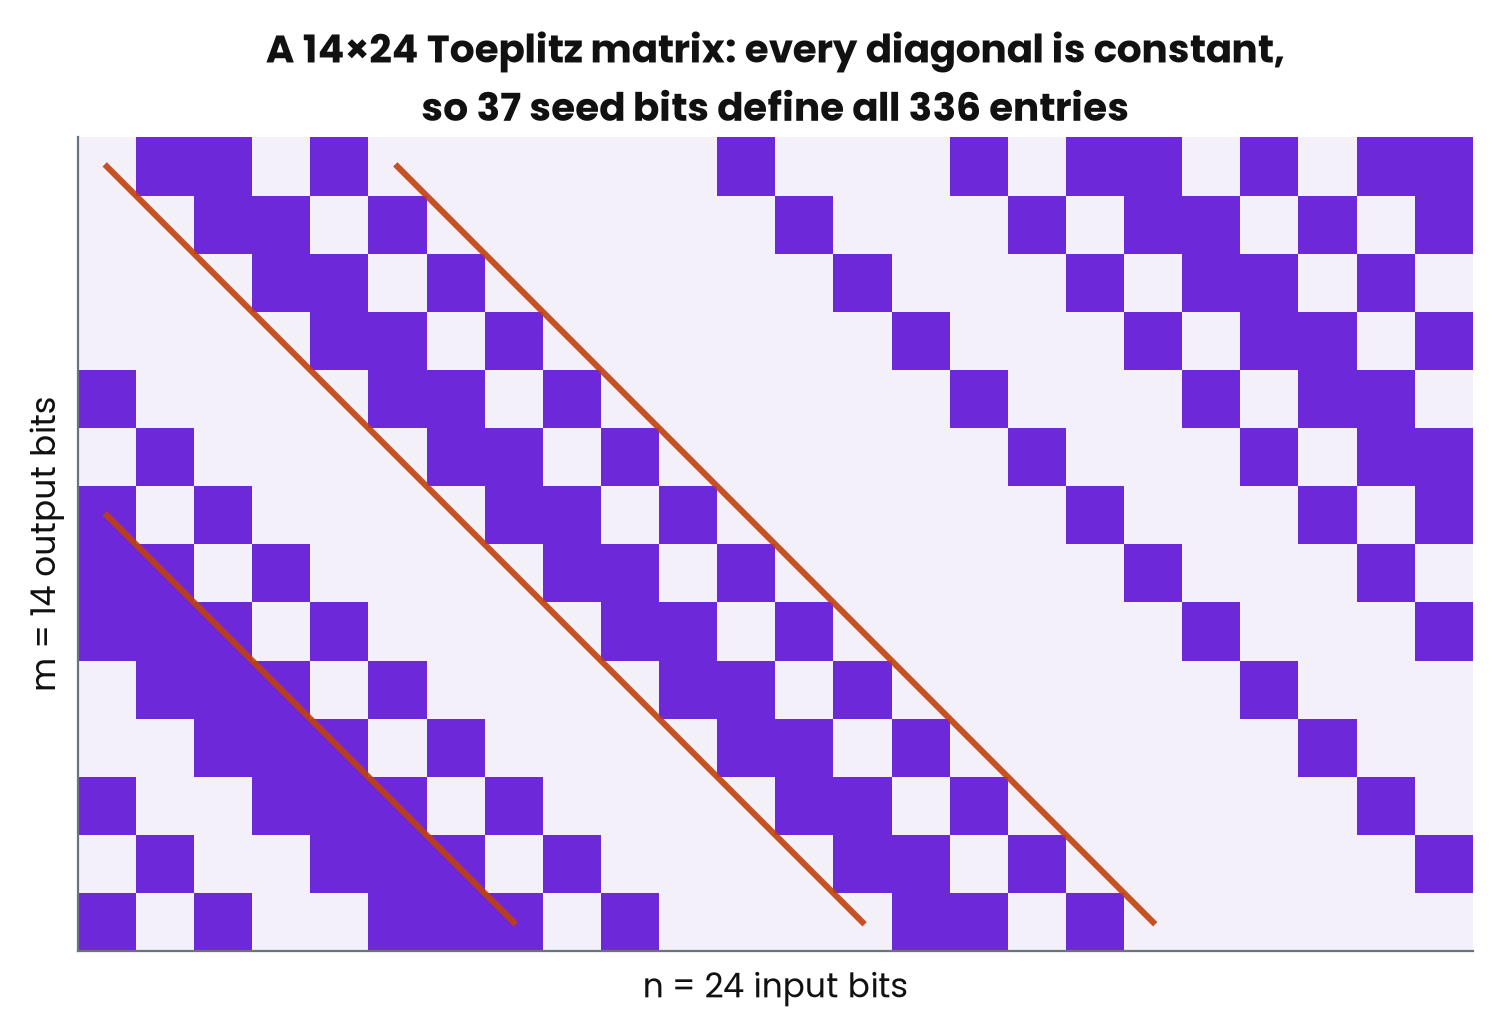 A 14×24 Toeplitz matrix: every diagonal is constant,
so 37 seed bits define all 336 entries
m = 14 output bits
n = 24 input bits